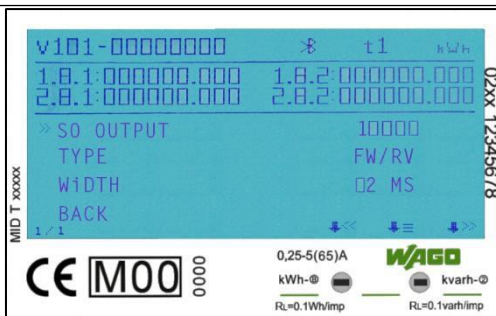 v101-00000000 t1 kWh
1.8.1:000000.000 1.8.2:000000.000
2.8.1:000000.000 2.8.2:000000.000
» SO OUTPUT 10000
TYPE FW/RV
WiDTH 02 MS
BACK
1/1 << ≡ >>
MID T xxxxx
02xx 12345678
CE M00 0000
0,25-5(65)A WAGO
kWh- kvarh-
RL=0.1Wh/imp RL=0.1varh/imp